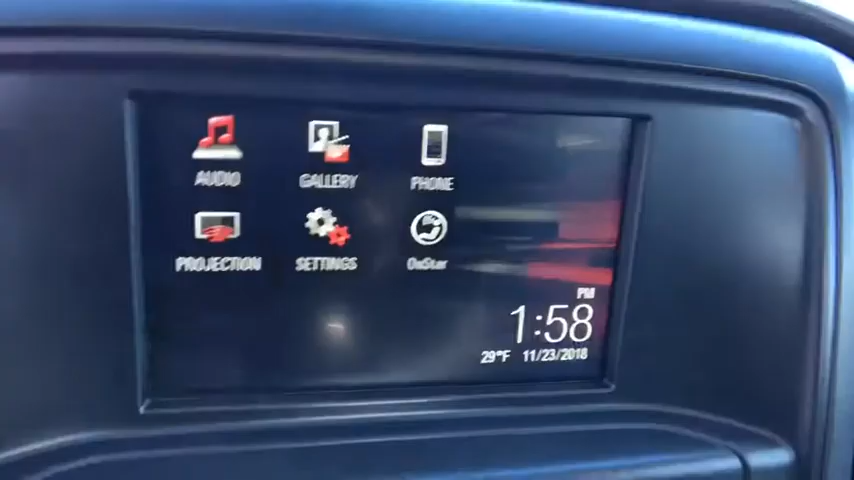 AUDIO GALLERY PHONE
PROJECTION SETTINGS OnStar
PM
1:58
29°F 11/23/2018